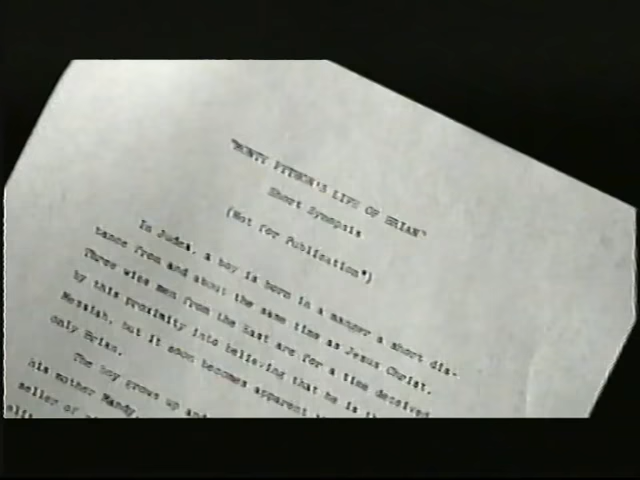 "MONTY PYTHON'S LIFE OF BRIAN"
Short Synopsis
(Not for Publication")
In Judea, a boy is born in a manger a short dis-
tance from and about the same time as Jesus Christ.
Three wise men from the East are for a time deceived
by this proximity into believing that he is the
Messiah, but it soon becomes apparent
only Brian.
The boy grows up and
his mother Mandy,
seller of